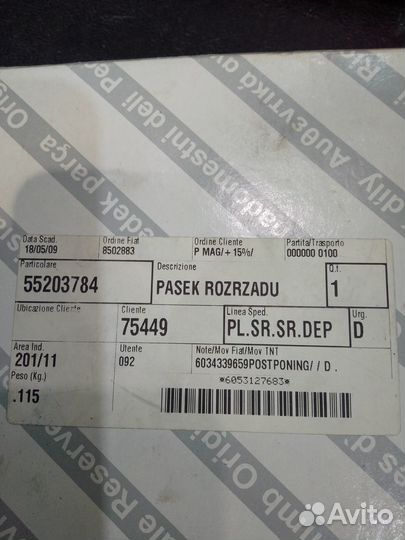 Data Scad.
18/05/09
Ordine Fiat
8502883
Ordine Cliente
P MAG/+15%/
Partita/Trasporto
000000 0100
Particolare
55203784
Descrizione
PASEK ROZRZADU
Q.t.
1
Ubicazione Cliente
Cliente
75449
Linea Sped.
PL.SR.SR.DEP
Urg.
D
Area Ind.
201/11
Utente
092
Note/Mov Fiat/Mov TNT
6034339659POSTPONING//D.
Peso (Kg.)
.115
*6053127683*
Avito